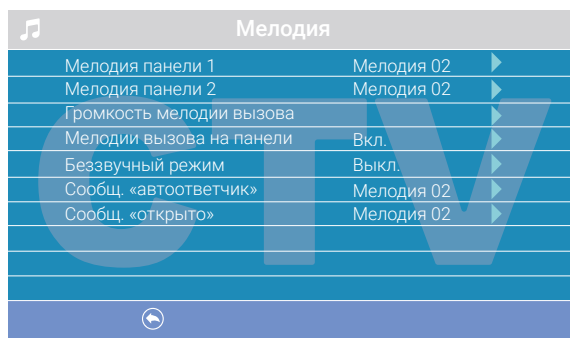 Мелодия
Мелодия панели 1 Мелодия 02
Мелодия панели 2 Мелодия 02
Громкость мелодии вызова
Мелодии вызова на панели Вкл.
Беззвучный режим Выкл.
Сообщ. «автоответчик» Мелодия 02
Сообщ. «открыто» Мелодия 02
CTV